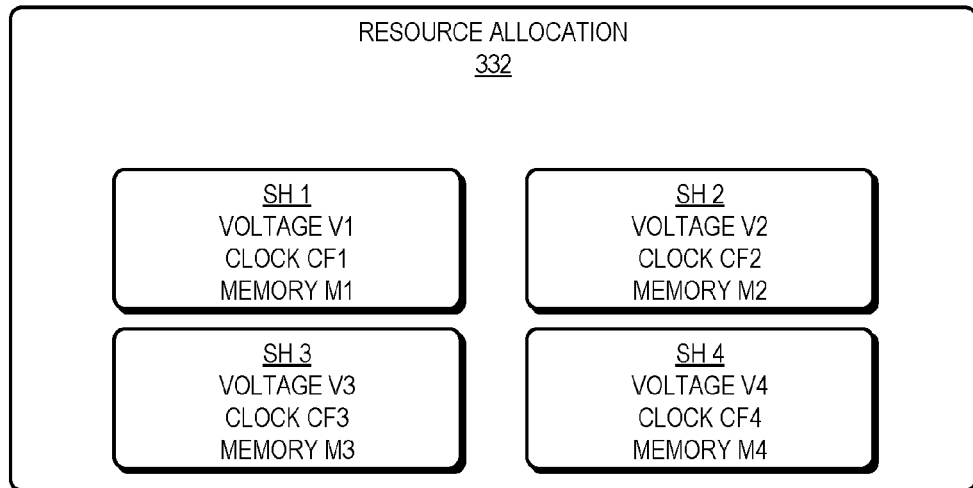 RESOURCE ALLOCATION
332
SH 1
VOLTAGE V1
CLOCK CF1
MEMORY M1
SH 2
VOLTAGE V2
CLOCK CF2
MEMORY M2
SH 3
VOLTAGE V3
CLOCK CF3
MEMORY M3
SH 4
VOLTAGE V4
CLOCK CF4
MEMORY M4